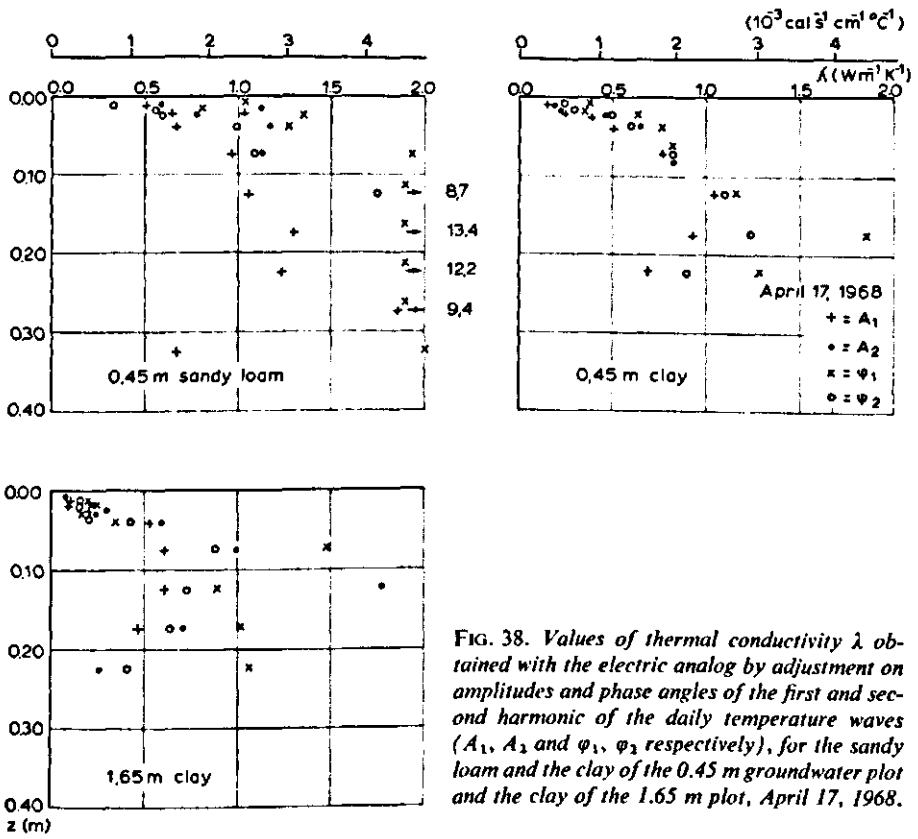 (10⁻³ cal s⁻¹ cm⁻¹ °C⁻¹)
0 1 2 3 4
0 1 2 3 4
λ (Wm⁻¹ K⁻¹)
0 0.5 1.0 1.5 2.0
0 0.5 1.0 1.5 2.0
0.00
0.10
0.20
0.30
0.40
8,7
13,4
12,2
9,4
0,45 m sandy loam
April 17, 1968
+ = A₁
• = A₂
x = φ₁
o = φ₂
0,45 m clay
0.00
0.10
0.20
0.30
0.40
z (m)
1,65 m clay
FIG. 38. Values of thermal conductivity λ ob-
tained with the electric analog by adjustment on
amplitudes and phase angles of the first and sec-
ond harmonic of the daily temperature waves
(A₁, A₂ and φ₁, φ₂ respectively), for the sandy
loam and the clay of the 0.45 m groundwater plot
and the clay of the 1.65 m plot, April 17, 1968.